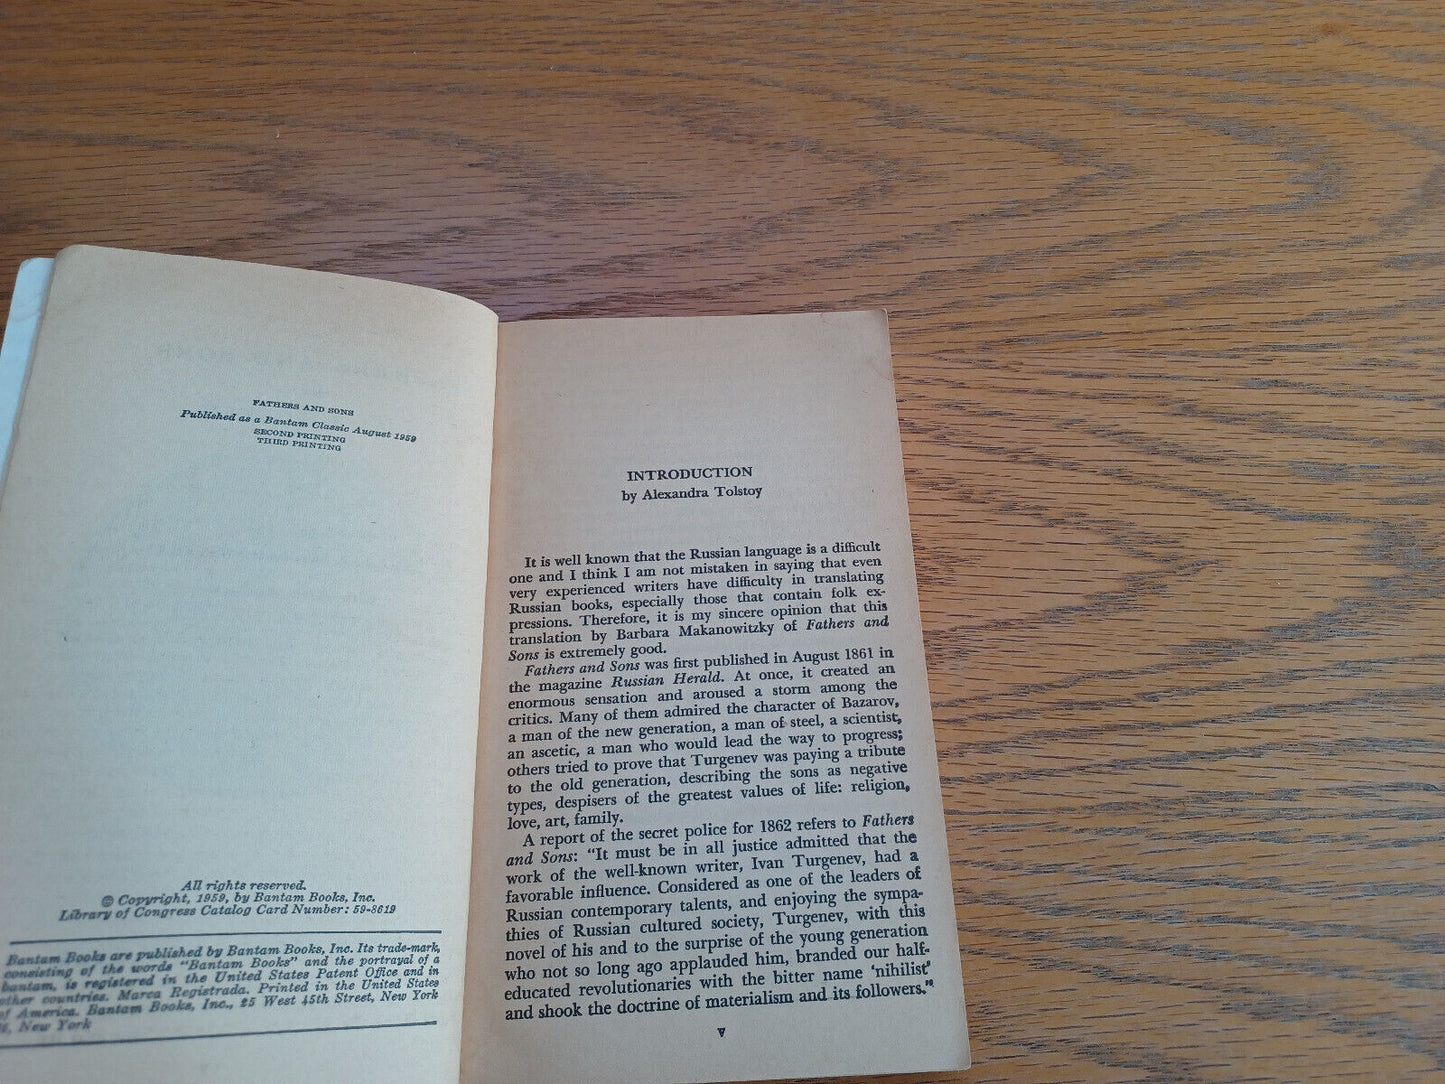 FATHERS AND SONS
Published as a Bantam Classic August 1959
SECOND PRINTING
THIRD PRINTING
All rights reserved.
© Copyright, 1959, by Bantam Books, Inc.
Library of Congress Catalog Card Number: 59-8619
Bantam Books are published by Bantam Books, Inc. Its trade-mark,
consisting of the words "Bantam Books" and the portrayal of a
bantam, is registered in the United States Patent Office and in
other countries. Marca Registrada. Printed in the United States
of America. Bantam Books, Inc., 25 West 45th Street, New York
36, New York
INTRODUCTION
by Alexandra Tolstoy
It is well known that the Russian language is a difficult
one and I think I am not mistaken in saying that even
very experienced writers have difficulty in translating
Russian books, especially those that contain folk ex-
pressions. Therefore, it is my sincere opinion that this
translation by Barbara Makanowitzky of Fathers and
Sons is extremely good.
Fathers and Sons was first published in August 1861 in
the magazine Russian Herald. At once, it created an
enormous sensation and aroused a storm among the
critics. Many of them admired the character of Bazarov,
a man of the new generation, a man of steel, a scientist,
an ascetic, a man who would lead the way to progress;
others tried to prove that Turgenev was paying a tribute
to the old generation, describing the sons as negative
types, despisers of the greatest values of life: religion,
love, art, family.
A report of the secret police for 1862 refers to Fathers
and Sons: "It must be in all justice admitted that the
work of the well-known writer, Ivan Turgenev, had a
favorable influence. Considered as one of the leaders of
Russian contemporary talents, and enjoying the sympa-
thies of Russian cultured society, Turgenev, with this
novel of his and to the surprise of the young generation
who not so long ago applauded him, branded our half-
educated revolutionaries with the bitter name 'nihilist'
and shook the doctrine of materialism and its followers."
v